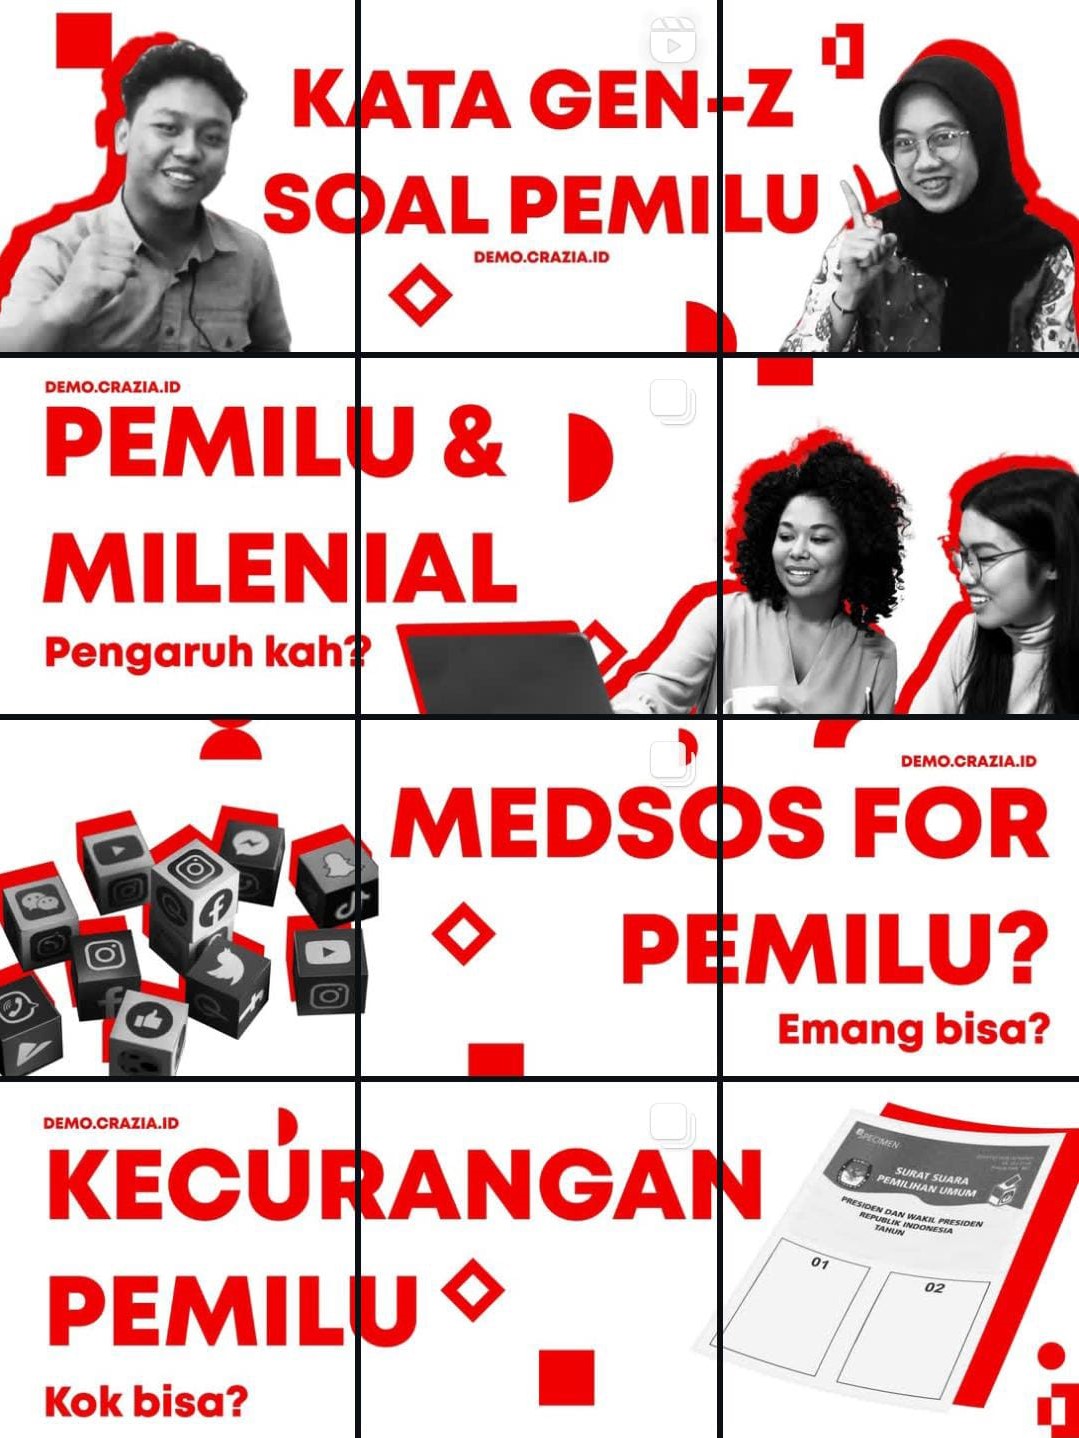 KATA GEN-Z
SOAL PEMILU
DEMO.CRAZIA.ID
DEMO.CRAZIA.ID
PEMILU &
MILENIAL
Pengaruh kah?
DEMO.CRAZIA.ID
MEDSOS FOR
PEMILU?
Emang bisa?
DEMO.CRAZIA.ID
KECURANGAN
PEMILU
Kok bisa?
SPECIMEN
SURAT SUARA
PEMILIHAN UMUM
PRESIDEN DAN WAKIL PRESIDEN
REPUBLIK INDONESIA
TAHUN
01
02